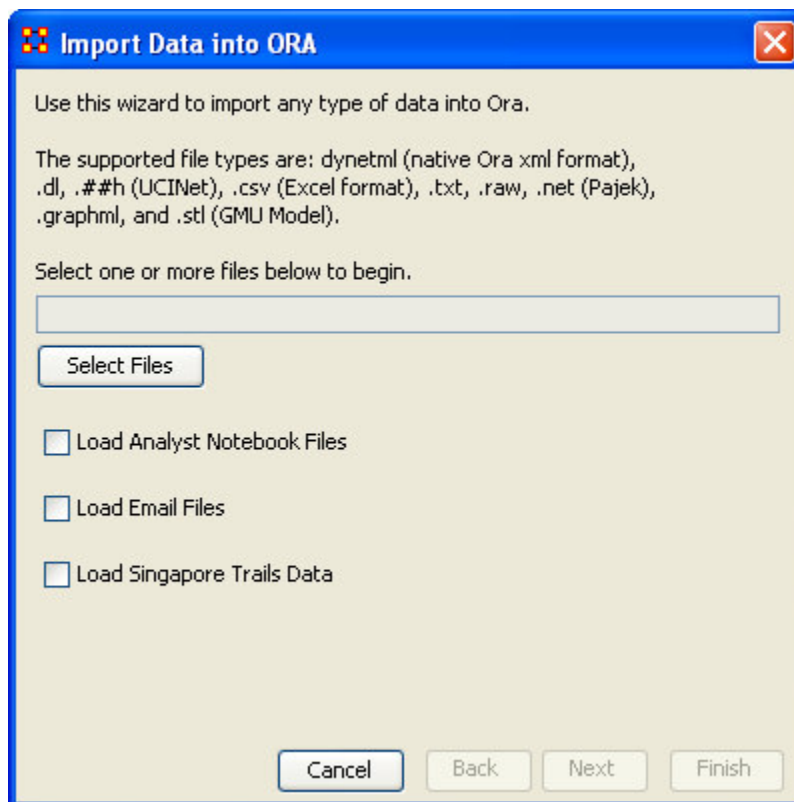 Import Data into ORA
Use this wizard to import any type of data into Ora.
The supported file types are: dynetml (native Ora xml format),
.dl, .##h (UCINet), .csv (Excel format), .txt, .raw, .net (Pajek),
.graphml, and .stl (GMU Model).
Select one or more files below to begin.
Select Files
Load Analyst Notebook Files
Load Email Files
Load Singapore Trails Data
Cancel Back Next Finish